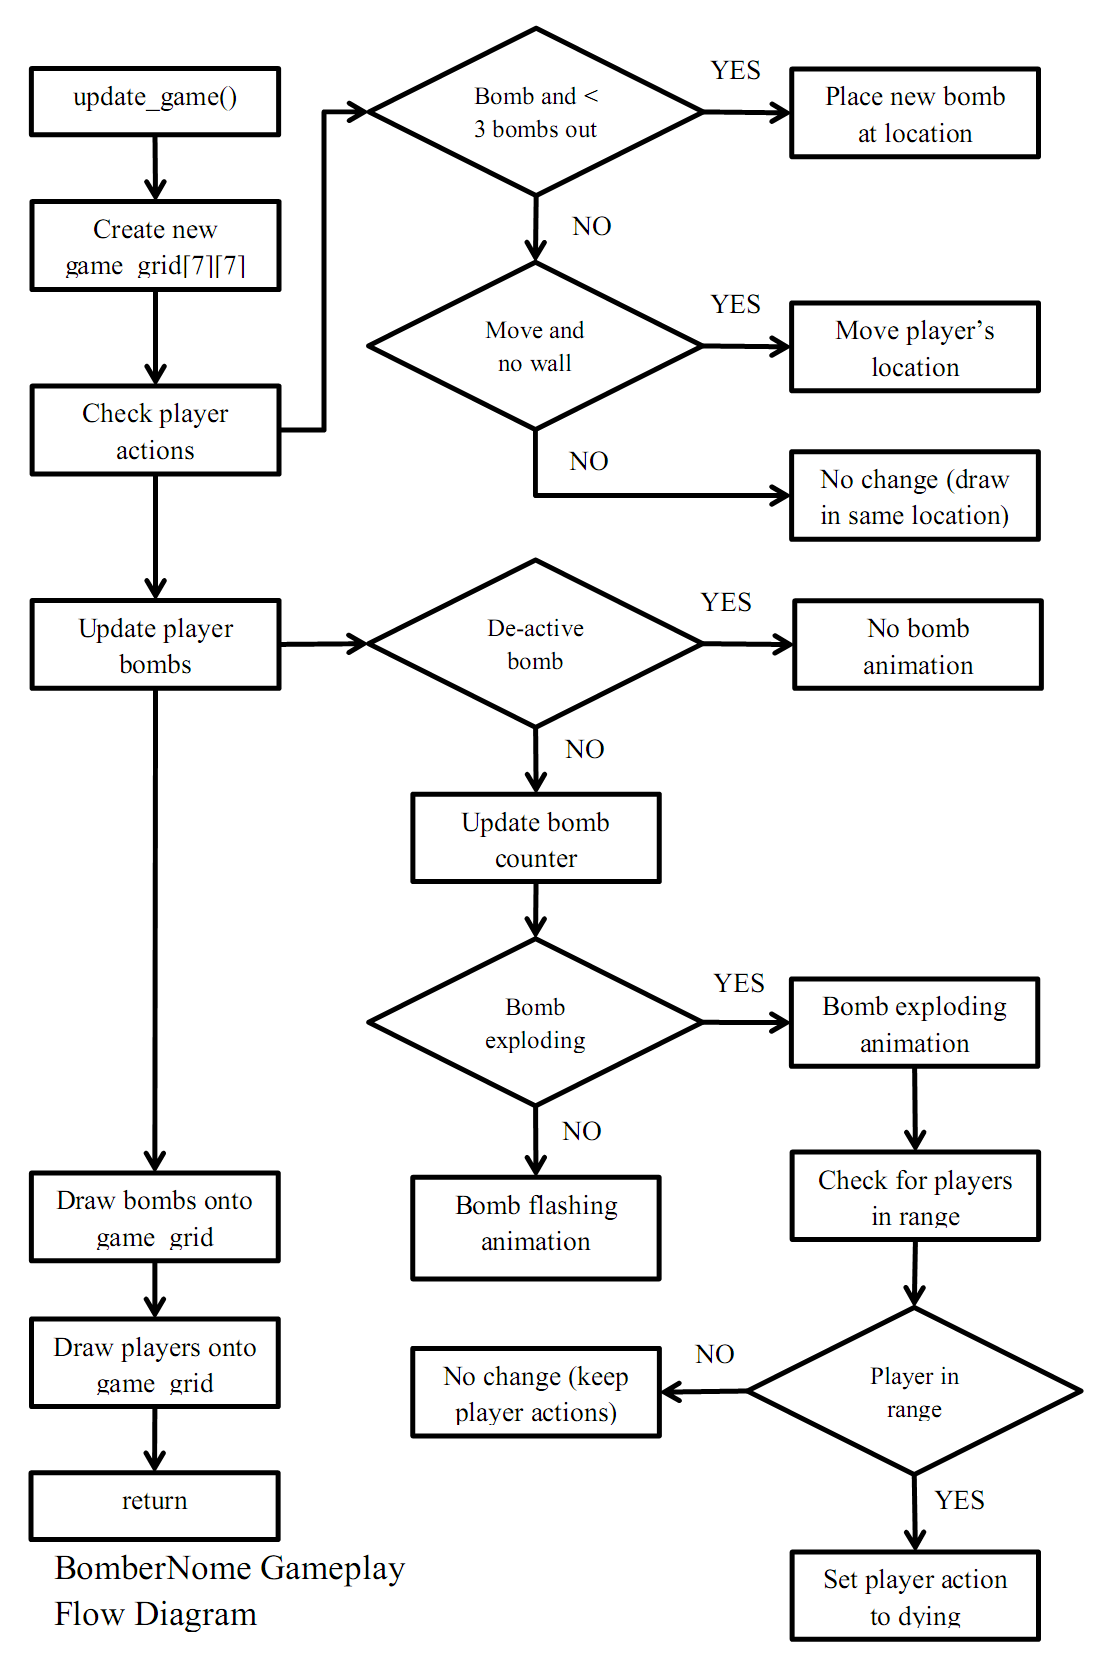 update_game()
Create new
game_grid[7][7]
Check player
actions
Bomb and <
3 bombs out
YES
Place new bomb
at location
NO
Move and
no wall
YES
Move player’s
location
NO
No change (draw
in same location)
Update player
bombs
De-active
bomb
YES
No bomb
animation
NO
Update bomb
counter
Bomb
exploding
YES
Bomb exploding
animation
NO
Bomb flashing
animation
Check for players
in range
Player in
range
NO
No change (keep
player actions)
YES
Set player action
to dying
Draw bombs onto
game_grid
Draw players onto
game_grid
return
BomberNome Gameplay
Flow Diagram